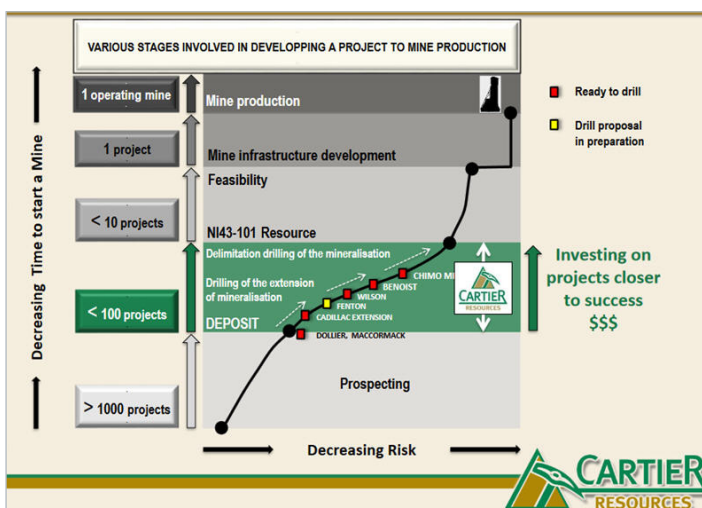 VARIOUS STAGES INVOLVED IN DEVELOPPING A PROJECT TO MINE PRODUCTION
Decreasing Time to start a Mine
1 operating mine
Mine production
1 project
Mine infrastructure development
Feasibility
< 10 projects
NI43-101 Resource
Delimitation drilling of the mineralisation
Drilling of the extension
of mineralisation
CHIMO
BENOIST
WILSON
FENTON
CADILLAC EXTENSION
< 100 projects
DEPOSIT
DOLLIER, MACCORMACK
CARTIER
RESOURCES
Prospecting
> 1000 projects
Decreasing Risk
Ready to drill
Drill proposal
in preparation
Investing on
projects closer
to success
$$$
CARTIER
RESOURCES